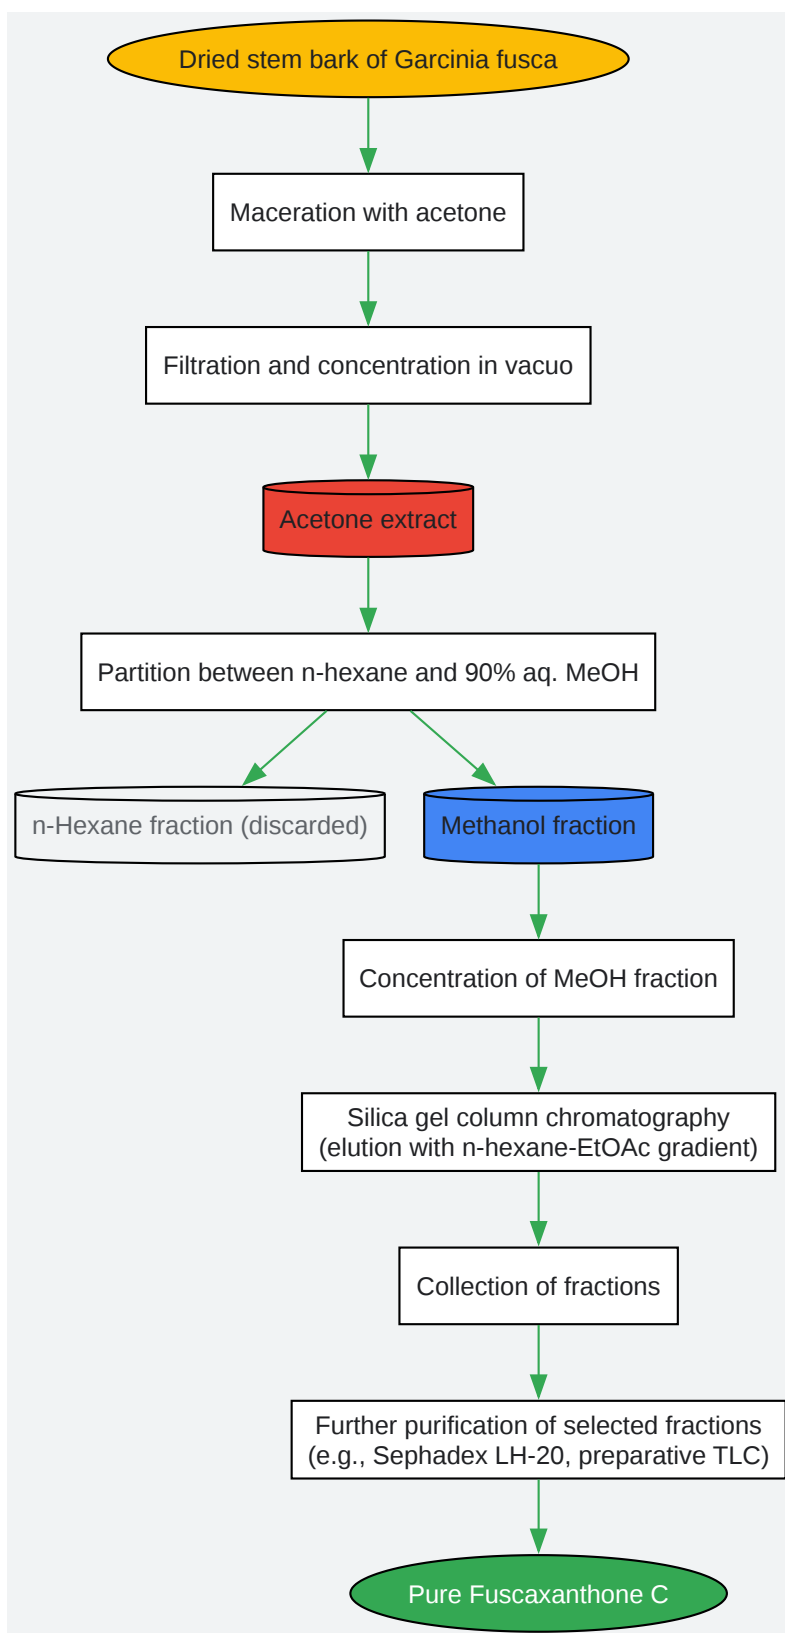 Dried stem bark of Garcinia fusca
Maceration with acetone
Filtration and concentration in vacuo
Acetone extract
Partition between n-hexane and 90% aq. MeOH
n-Hexane fraction (discarded)
Methanol fraction
Concentration of MeOH fraction
Silica gel column chromatography
(elution with n-hexane-EtOAc gradient)
Collection of fractions
Further purification of selected fractions
(e.g., Sephadex LH-20, preparative TLC)
Pure Fuscaxanthone C